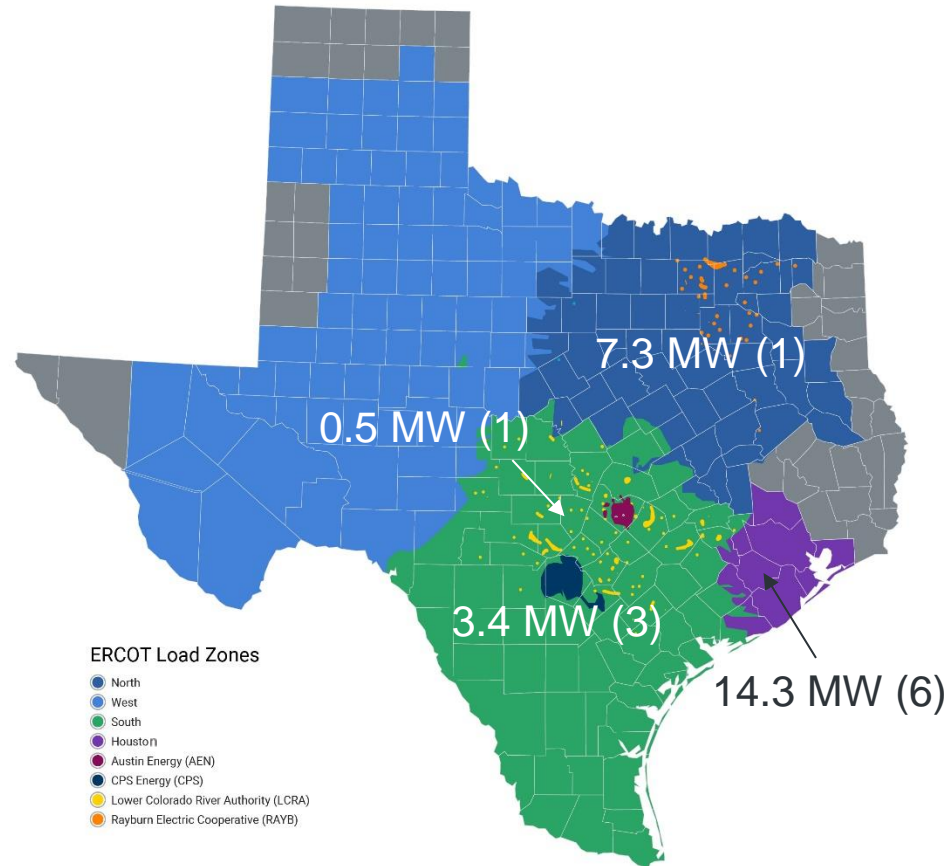 7.3 MW (1)
0.5 MW (1)
3.4 MW (3)
14.3 MW (6)
ERCOT Load Zones
North
West
South
Houston
Austin Energy (AEN)
CPS Energy (CPS)
Lower Colorado River Authority (LCRA)
Rayburn Electric Cooperative (RAYB)